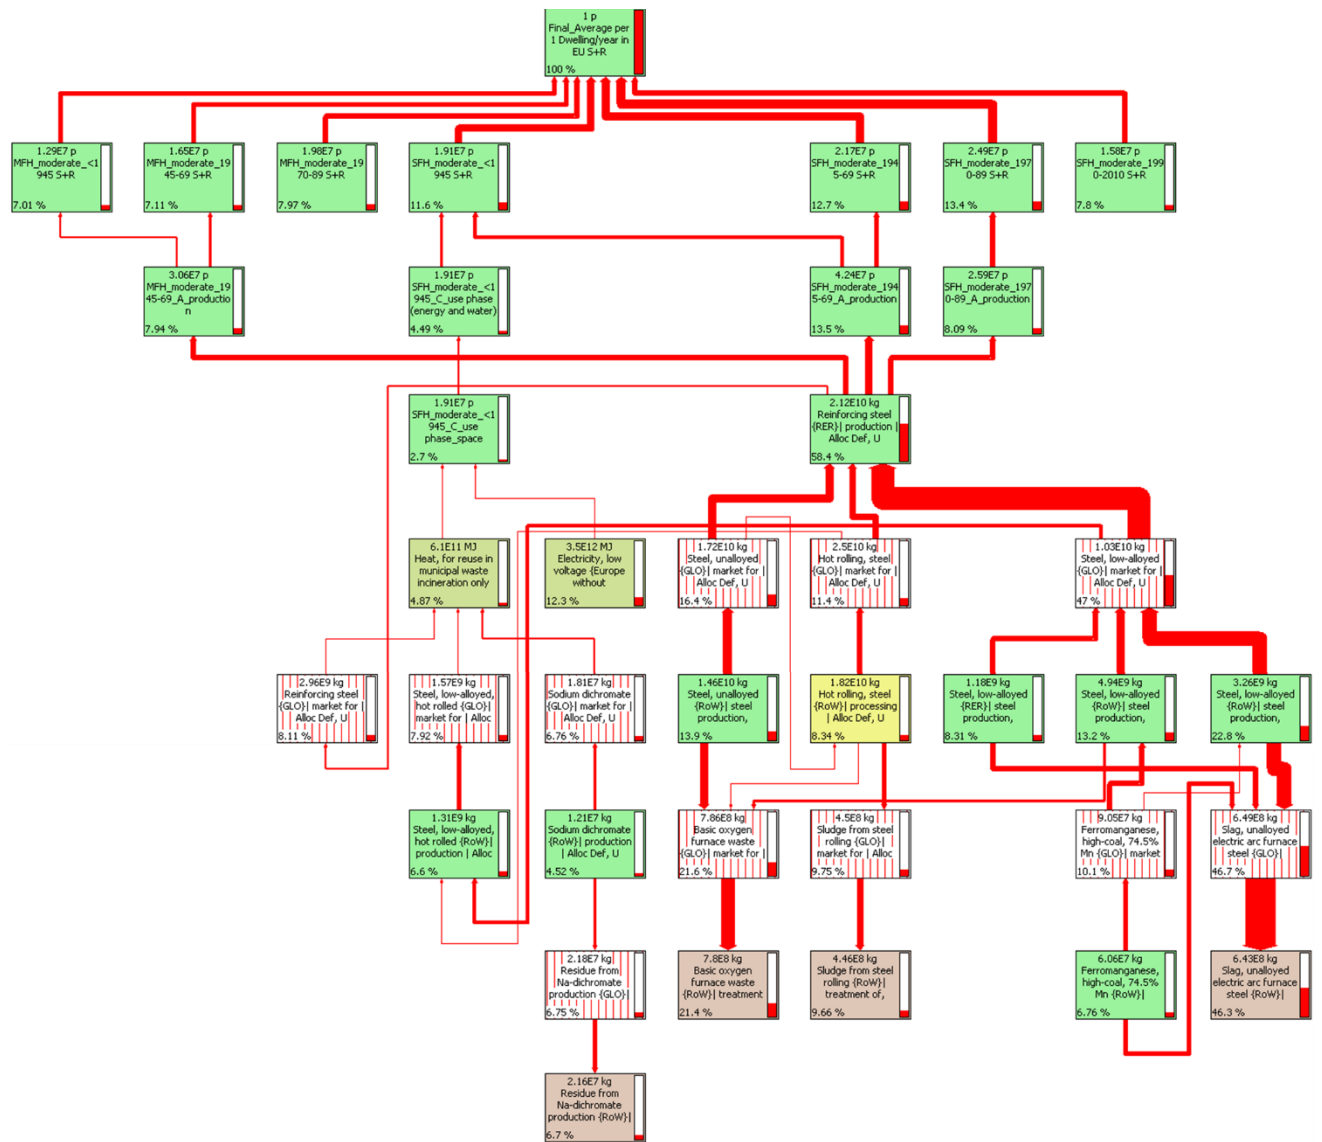 1 p
Final_Average per
1 Dwelling/year in
EU S+R
100 %
1.29E7 p
MFH_moderate_<1
945 S+R
7.01 %
1.65E7 p
MFH_moderate_19
45-69 S+R
7.11 %
1.98E7 p
MFH_moderate_19
70-89 S+R
7.97 %
1.91E7 p
SFH_moderate_<1
945 S+R
11.6 %
2.17E7 p
SFH_moderate_194
5-69 S+R
12.7 %
2.49E7 p
SFH_moderate_197
0-89 S+R
13.4 %
1.58E7 p
SFH_moderate_199
0-2010 S+R
7.8 %
3.06E7 p
MFH_moderate_19
45-69_A_productio
n
7.94 %
1.91E7 p
SFH_moderate_<1
945_C_use phase
(energy and water)
4.49 %
4.24E7 p
SFH_moderate_194
5-69_A_production
13.5 %
2.59E7 p
SFH_moderate_197
0-89_A_production
8.09 %
1.91E7 p
SFH_moderate_<1
945_C_use
phase_space
2.7 %
2.12E10 kg
Reinforcing steel
{RER}| production |
Alloc Def, U
58.4 %
6.1E11 MJ
Heat, for reuse in
municipal waste
incineration only
4.87 %
3.5E12 MJ
Electricity, low
voltage {Europe
without
12.3 %
1.72E10 kg
Steel, unalloyed
{GLO}| market for |
Alloc Def, U
16.4 %
2.5E10 kg
Hot rolling, steel
{GLO}| market for |
Alloc Def, U
11.4 %
1.03E10 kg
Steel, low-alloyed
{GLO}| market for |
Alloc Def, U
47 %
2.96E9 kg
Reinforcing steel
{GLO}| market for |
Alloc Def, U
8.11 %
1.57E9 kg
Steel, low-alloyed,
hot rolled {GLO}|
market for | Alloc
7.92 %
1.81E7 kg
Sodium dichromate
{GLO}| market for |
Alloc Def, U
6.76 %
1.46E10 kg
Steel, unalloyed
{RoW}| steel
production,
13.9 %
1.82E10 kg
Hot rolling, steel
{RoW}| processing
| Alloc Def, U
8.34 %
1.18E9 kg
Steel, low-alloyed
{RER}| steel
production,
8.31 %
4.94E9 kg
Steel, low-alloyed
{RoW}| steel
production,
13.2 %
3.26E9 kg
Steel, low-alloyed
{RoW}| steel
production,
22.8 %
1.31E9 kg
Steel, low-alloyed,
hot rolled {RoW}|
production | Alloc
6.6 %
1.21E7 kg
Sodium dichromate
{RoW}| production
| Alloc Def, U
4.52 %
7.86E8 kg
Basic oxygen
furnace waste
{GLO}| market for |
21.6 %
4.5E8 kg
Sludge from steel
rolling {GLO}|
market for | Alloc
9.75 %
9.05E7 kg
Ferromanganese,
high-coal, 74.5%
Mn {GLO}| market
10.1 %
6.49E8 kg
Slag, unalloyed
electric arc furnace
steel {GLO}|
46.7 %
2.18E7 kg
Residue from
Na-dichromate
production {GLO}|
6.75 %
7.8E8 kg
Basic oxygen
furnace waste
{RoW}| treatment
21.4 %
4.46E8 kg
Sludge from steel
rolling {RoW}|
treatment of,
9.66 %
6.06E7 kg
Ferromanganese,
high-coal, 74.5%
Mn {RoW}|
6.76 %
6.43E8 kg
Slag, unalloyed
electric arc furnace
steel {RoW}|
46.3 %
2.16E7 kg
Residue from
Na-dichromate
production {RoW}|
6.7 %